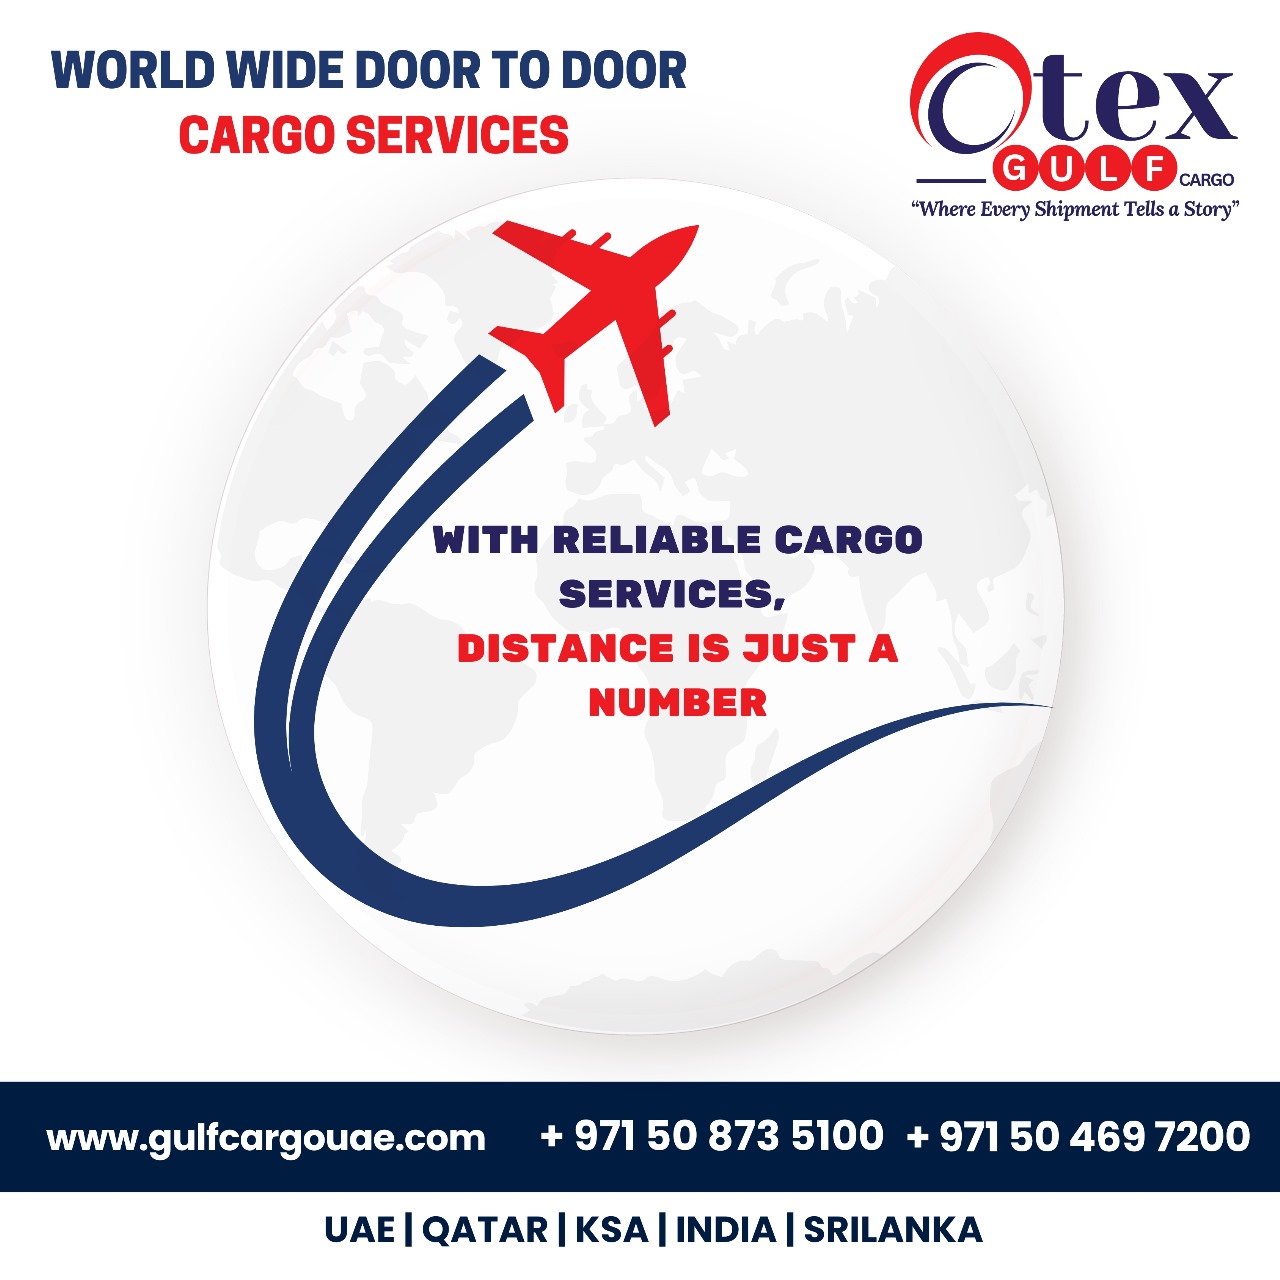 WORLD WIDE DOOR TO DOOR
CARGO SERVICES
Otex
GULF CARGO
“Where Every Shipment Tells a Story”
WITH RELIABLE CARGO
SERVICES,
DISTANCE IS JUST A
NUMBER
www.gulfcargouae.com + 971 50 873 5100 + 971 50 469 7200
UAE | QATAR | KSA | INDIA | SRILANKA